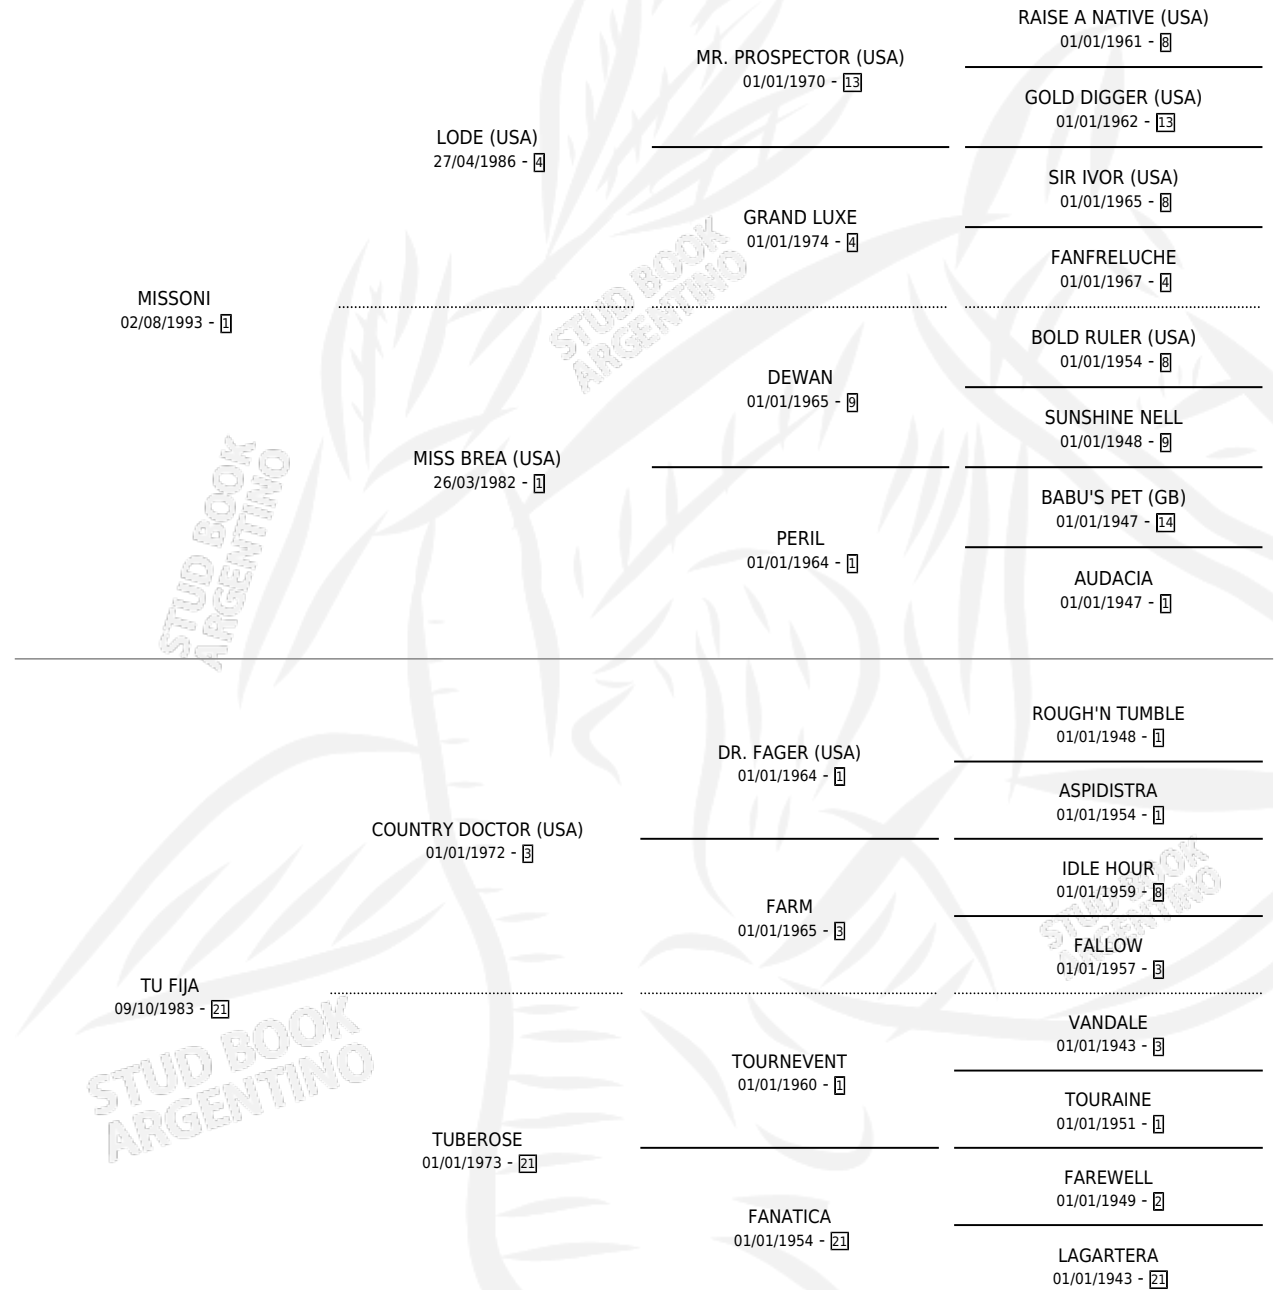 RAISE A NATIVE (USA)
01/01/1961 - 8
MR. PROSPECTOR (USA)
01/01/1970 - 13
GOLD DIGGER (USA)
01/01/1962 - 13
LODE (USA)
27/04/1986 - 4
SIR IVOR (USA)
01/01/1965 - 8
GRAND LUXE
01/01/1974 - 4
FANFRELUCHE
01/01/1967 - 4
MISSONI
02/08/1993 - 1
BOLD RULER (USA)
01/01/1954 - 8
DEWAN
01/01/1965 - 9
SUNSHINE NELL
01/01/1948 - 9
MISS BREA (USA)
26/03/1982 - 1
BABU'S PET (GB)
01/01/1947 - 14
PERIL
01/01/1964 - 1
AUDACIA
01/01/1947 - 1
STUD BOOK
ARGENTINO
STUD BOOK
ARGENTINO
ROUGH'N TUMBLE
01/01/1948 - 1
DR. FAGER (USA)
01/01/1964 - 1
ASPIDISTRA
01/01/1954 - 1
COUNTRY DOCTOR (USA)
01/01/1972 - 3
IDLE HOUR
01/01/1959 - 8
FARM
01/01/1965 - 3
FALLOW
01/01/1957 - 3
TU FIJA
09/10/1983 - 21
VANDALE
01/01/1943 - 3
TOURNEVENT
01/01/1960 - 1
TOURAINE
01/01/1951 - 1
TUBEROSE
01/01/1973 - 21
FAREWELL
01/01/1949 - 2
FANATICA
01/01/1954 - 21
LAGARTERA
01/01/1943 - 21
STUD BOOK
ARGENTINO
STUD BOOK
ARGENTINO